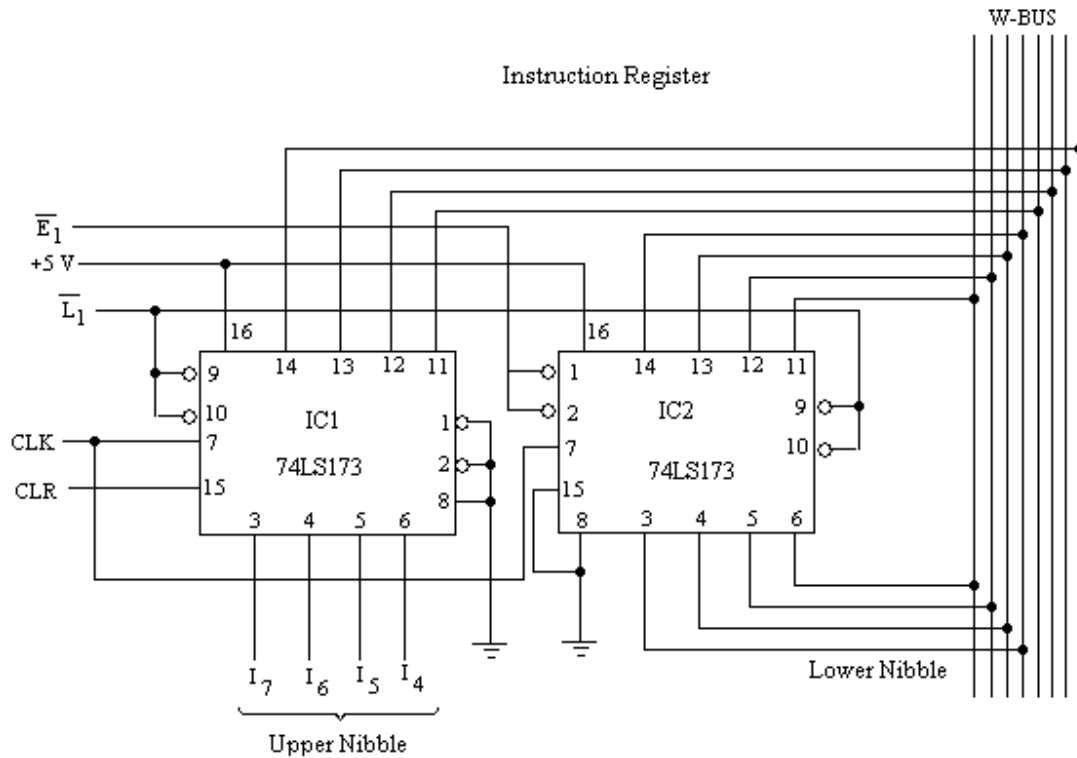 W-BUS
Instruction Register
E̅₁
+5 V
L̅₁
16
14 13 12 11
9
10
7
15
IC1
74LS173
1
2
8
3 4 5 6
CLK
CLR
16
14 13 12 11
1
2
7
15
IC2
74LS173
9
10
8 3 4 5 6
I₇ I₆ I₅ I₄
Upper Nibble
Lower Nibble